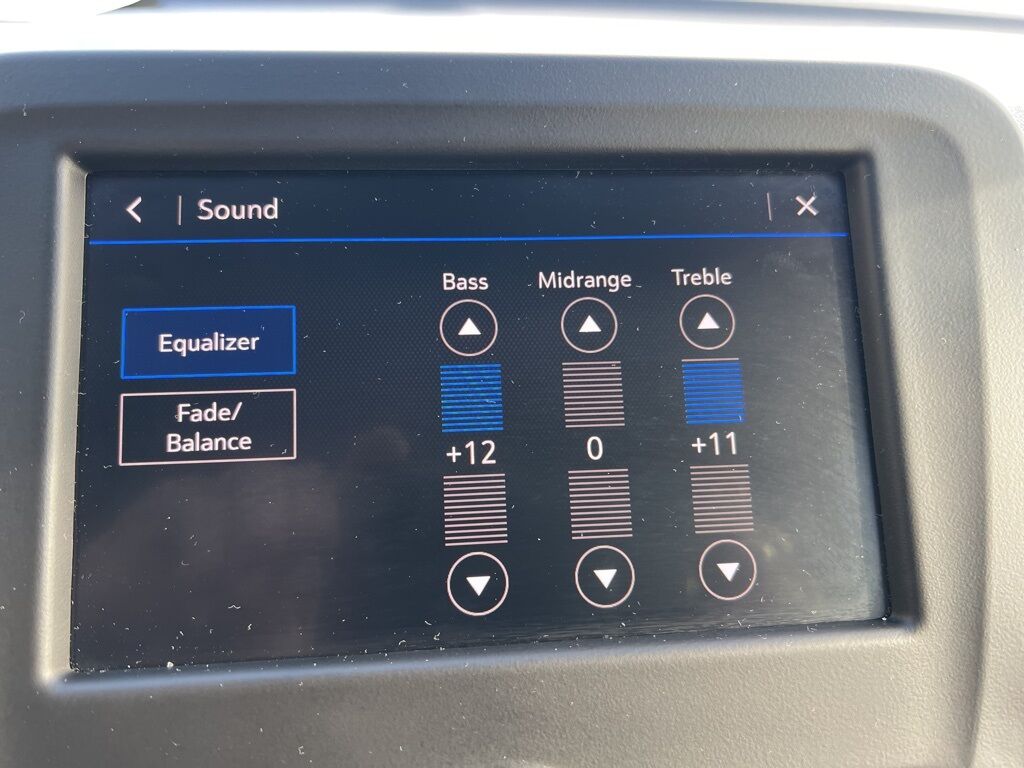 Sound
Bass Midrange Treble
Equalizer
Fade/
Balance
+12 0 +11